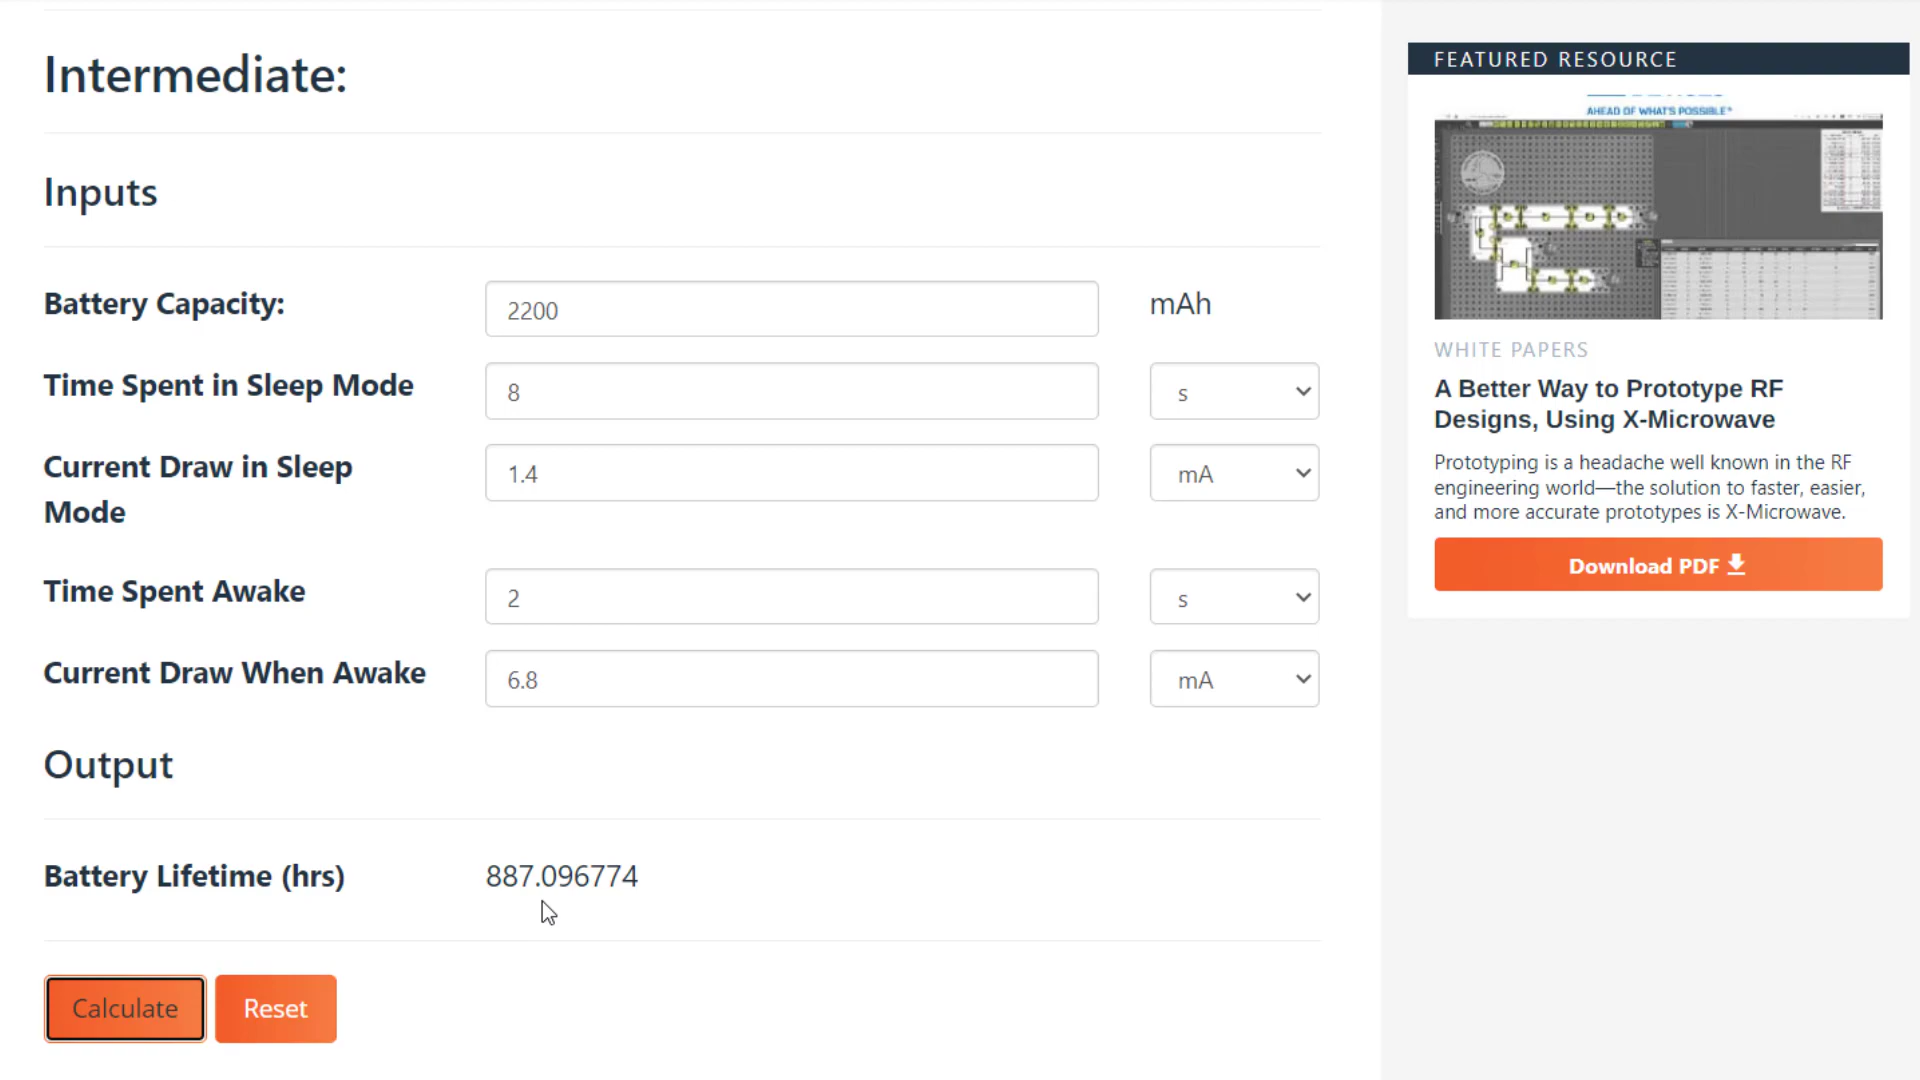 Intermediate:
Inputs
Battery Capacity:
2200
mAh
Time Spent in Sleep Mode
8
s
Current Draw in Sleep
Mode
1.4
mA
Time Spent Awake
2
s
Current Draw When Awake
6.8
mA
Output
Battery Lifetime (hrs)
887.096774
Calculate
Reset
FEATURED RESOURCE
AHEAD OF WHAT'S POSSIBLE
WHITE PAPERS
A Better Way to Prototype RF
Designs, Using X-Microwave
Prototyping is a headache well known in the RF
engineering world—the solution to faster, easier,
and more accurate prototypes is X-Microwave.
Download PDF